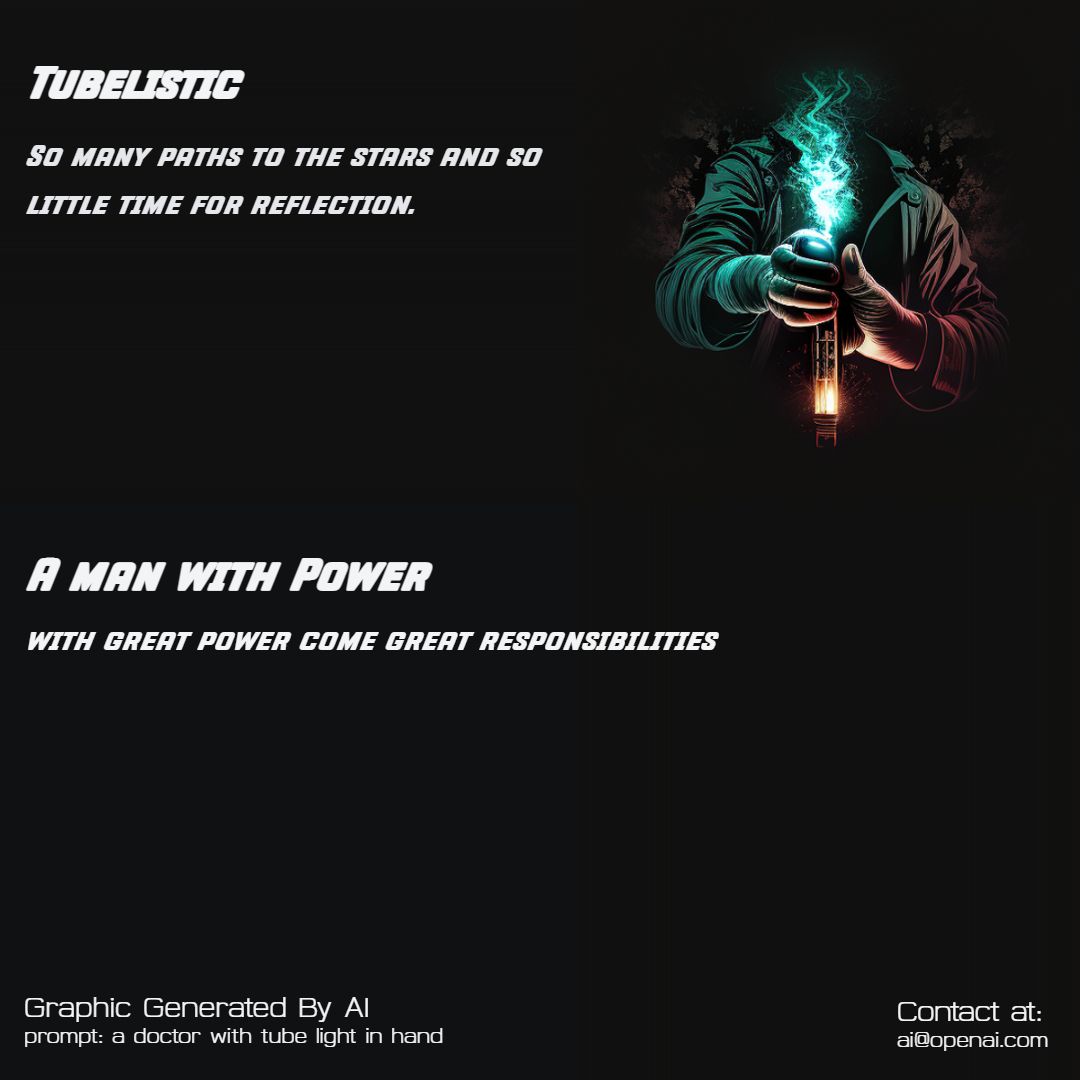 Tubelistic
So many paths to the stars and so
little time for reflection.
A man with Power
with great power come great responsibilities
Graphic Generated By AI
prompt: a doctor with tube light in hand
Contact at:
ai@openai.com